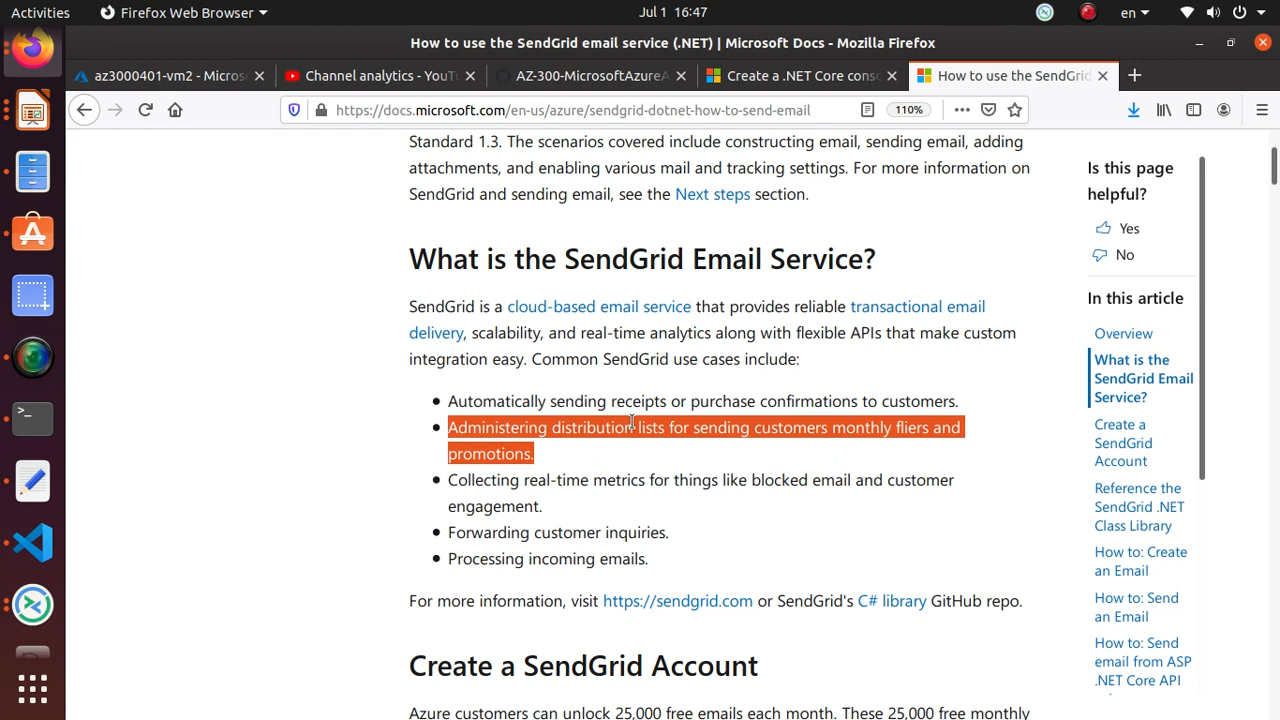 Activities
Firefox Web Browser
Jul 1 16:47
en
How to use the SendGrid email service (.NET) | Microsoft Docs - Mozilla Firefox
az3000401-vm2 - Micros
Channel analytics - YouT
AZ-300-MicrosoftAzureA
Create a .NET Core cons
How to use the SendGrid
https://docs.microsoft.com/en-us/azure/sendgrid-dotnet-how-to-send-email
110%
Standard 1.3. The scenarios covered include constructing email, sending email, adding
attachments, and enabling various mail and tracking settings. For more information on
SendGrid and sending email, see the Next steps section.
What is the SendGrid Email Service?
SendGrid is a cloud-based email service that provides reliable transactional email
delivery, scalability, and real-time analytics along with flexible APIs that make custom
integration easy. Common SendGrid use cases include:
Automatically sending receipts or purchase confirmations to customers.
Administering distribution lists for sending customers monthly fliers and
promotions.
Collecting real-time metrics for things like blocked email and customer
engagement.
Forwarding customer inquiries.
Processing incoming emails.
For more information, visit https://sendgrid.com or SendGrid's C# library GitHub repo.
Create a SendGrid Account
Azure customers can unlock 25,000 free emails each month. These 25,000 free monthly
Is this page
helpful?
Yes
No
In this article
Overview
What is the
SendGrid Email
Service?
Create a
SendGrid
Account
Reference the
SendGrid .NET
Class Library
How to: Create
an Email
How to: Send
an Email
How to: Send
email from ASP
.NET Core API